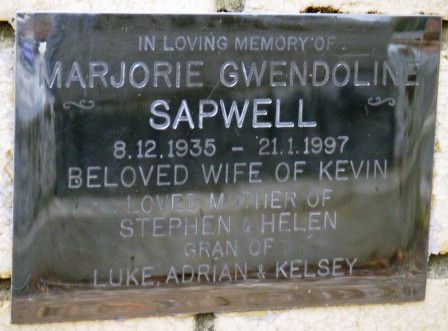 IN LOVING MEMORY OF
MARJORIE GWENDOLINE
SAPWELL
8.12.1935 - 21.1.1997
BELOVED WIFE OF KEVIN
LOVED MOTHER OF
STEPHEN & HELEN
GRAN OF
LUKE, ADRIAN & KELSEY